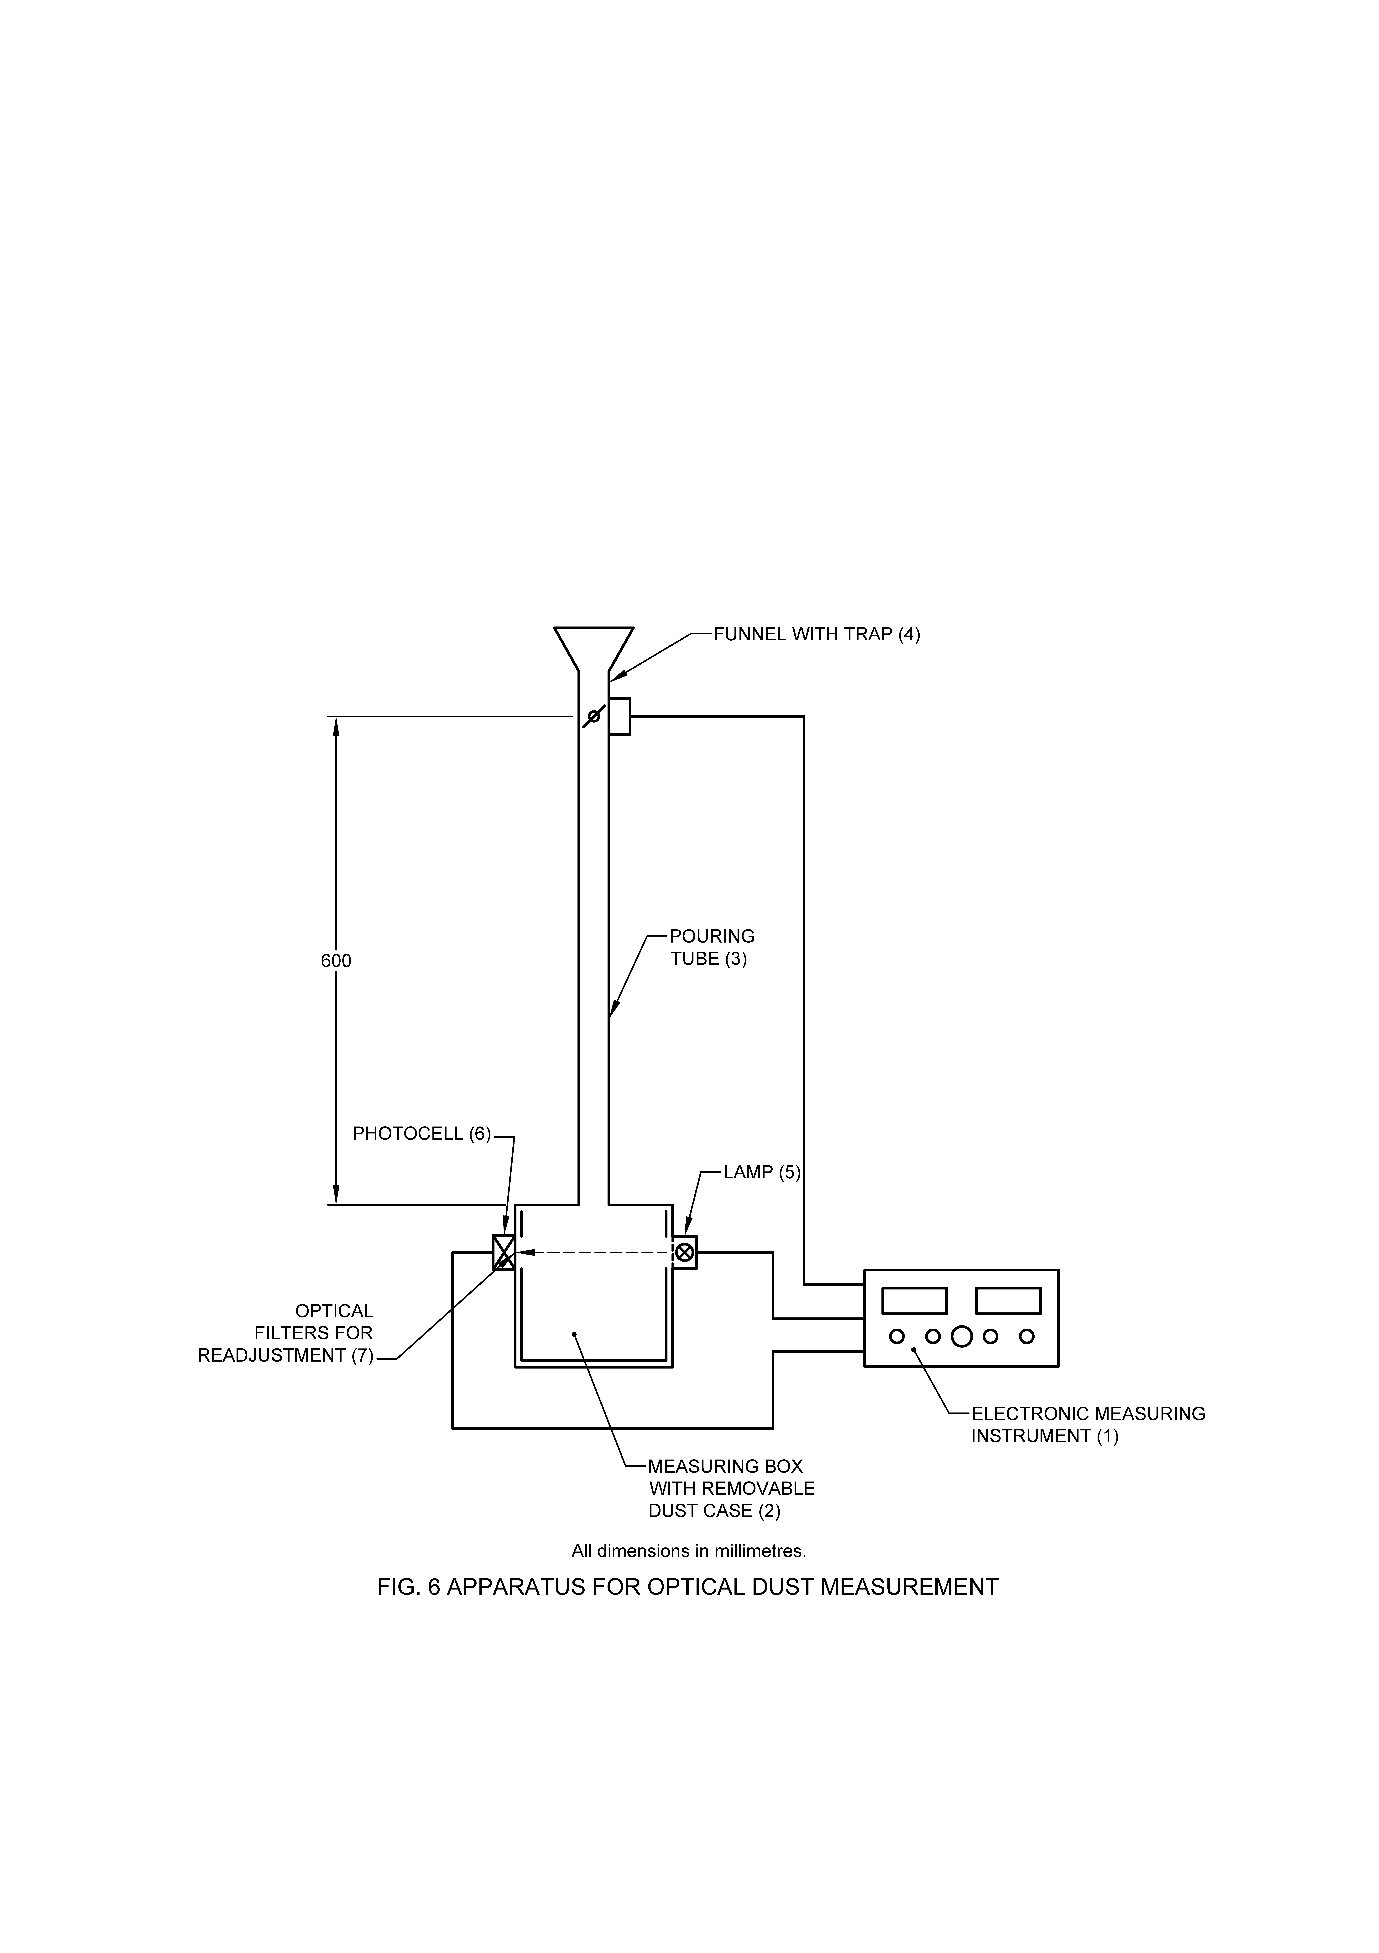 FUNNEL WITH TRAP (4)
POURING
TUBE (3)
600
PHOTOCELL (6)
LAMP (5)
OPTICAL
FILTERS FOR
READJUSTMENT (7)
ELECTRONIC MEASURING
INSTRUMENT (1)
MEASURING BOX
WITH REMOVABLE
DUST CASE (2)
All dimensions in millimetres.
FIG. 6 APPARATUS FOR OPTICAL DUST MEASUREMENT